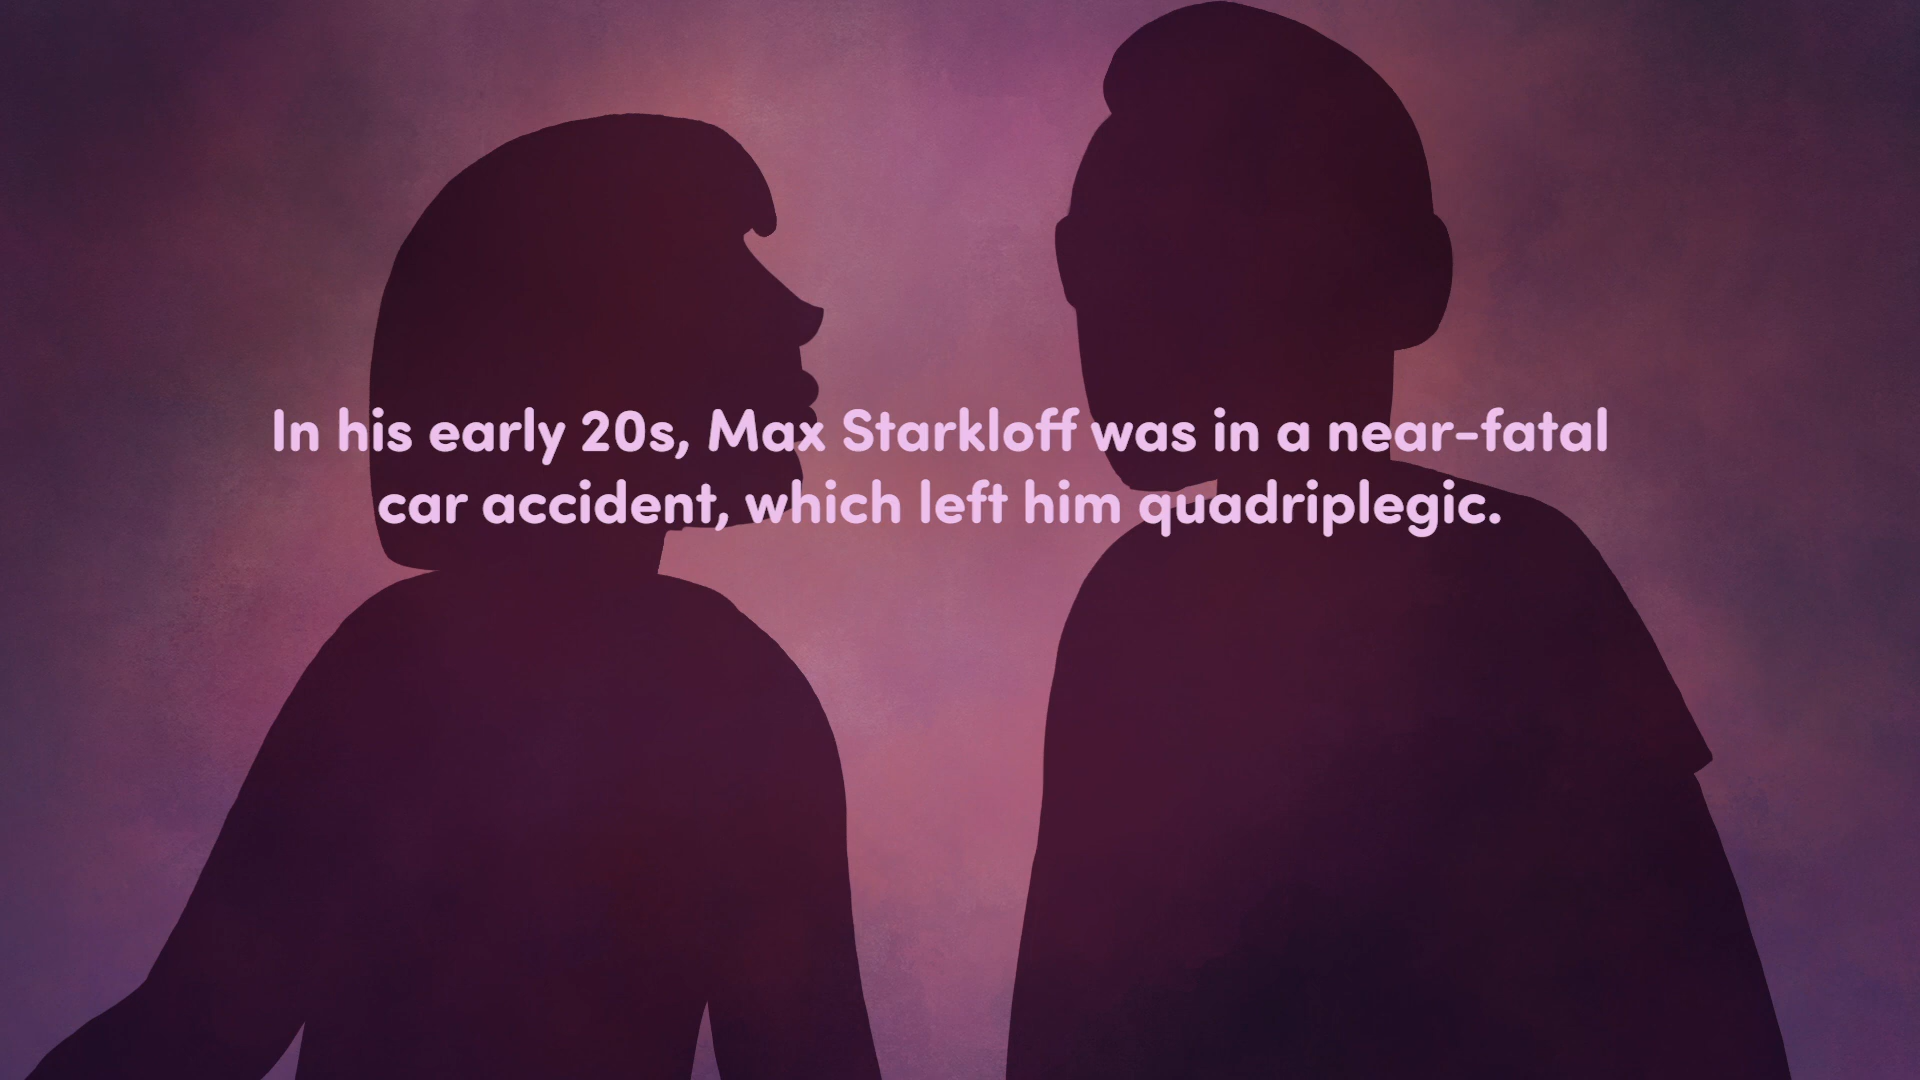 In his early 20s, Max Starkloff was in a near-fatal
car accident, which left him quadriplegic.